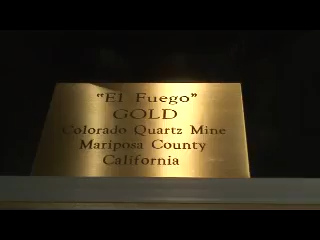 "El Fuego"
GOLD
Colorado Quartz Mine
Mariposa County
California